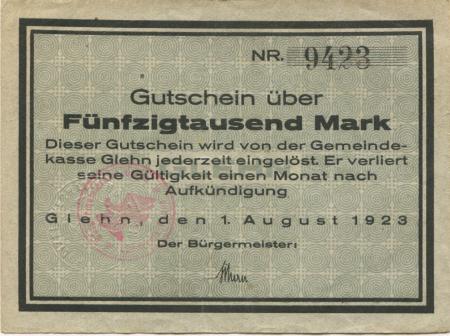 NR. 9423
Gutschein über
Fünfzigtausend Mark
Dieser Gutschein wird von der Gemeinde-
kasse Glehn jederzeit eingelöst. Er verliert
seine Gültigkeit einen Monat nach
Aufkündigung
Glehn, den 1. August 1923
Der Bürgermeister: